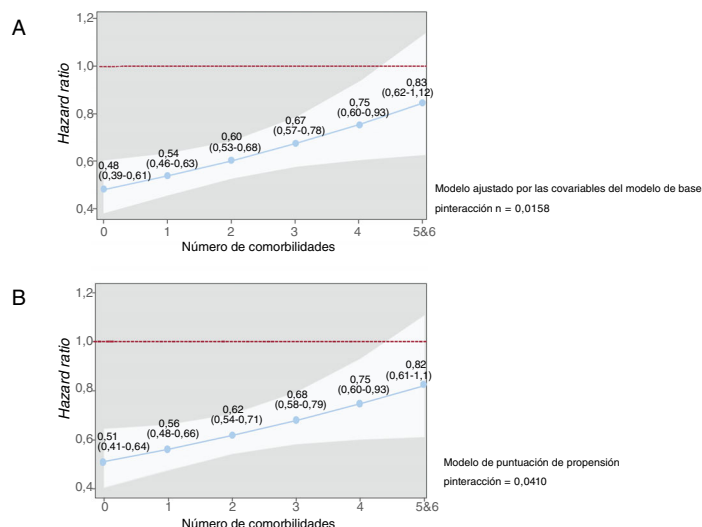 A
1,2
1,0
0,8
0,6
0,4
Hazard ratio
0,48
(0,39-0,61)
0,54
(0,46-0,63)
0,60
(0,53-0,68)
0,67
(0,57-0,78)
0,75
(0,60-0,93)
0,83
(0,62-1,12)
0 1 2 3 4 5&6
Número de comorbilidades
Modelo ajustado por las covariables del modelo de base
pinteracción n = 0,0158
B
1,2
1,0
0,8
0,6
0,4
Hazard ratio
0,51
(0,41-0,64)
0,56
(0,48-0,66)
0,62
(0,54-0,71)
0,68
(0,58-0,79)
0,75
(0,60-0,93)
0,82
(0,61-1,1)
0 1 2 3 4 5&6
Número de comorbilidades
Modelo de puntuación de propensión
pinteracción = 0,0410